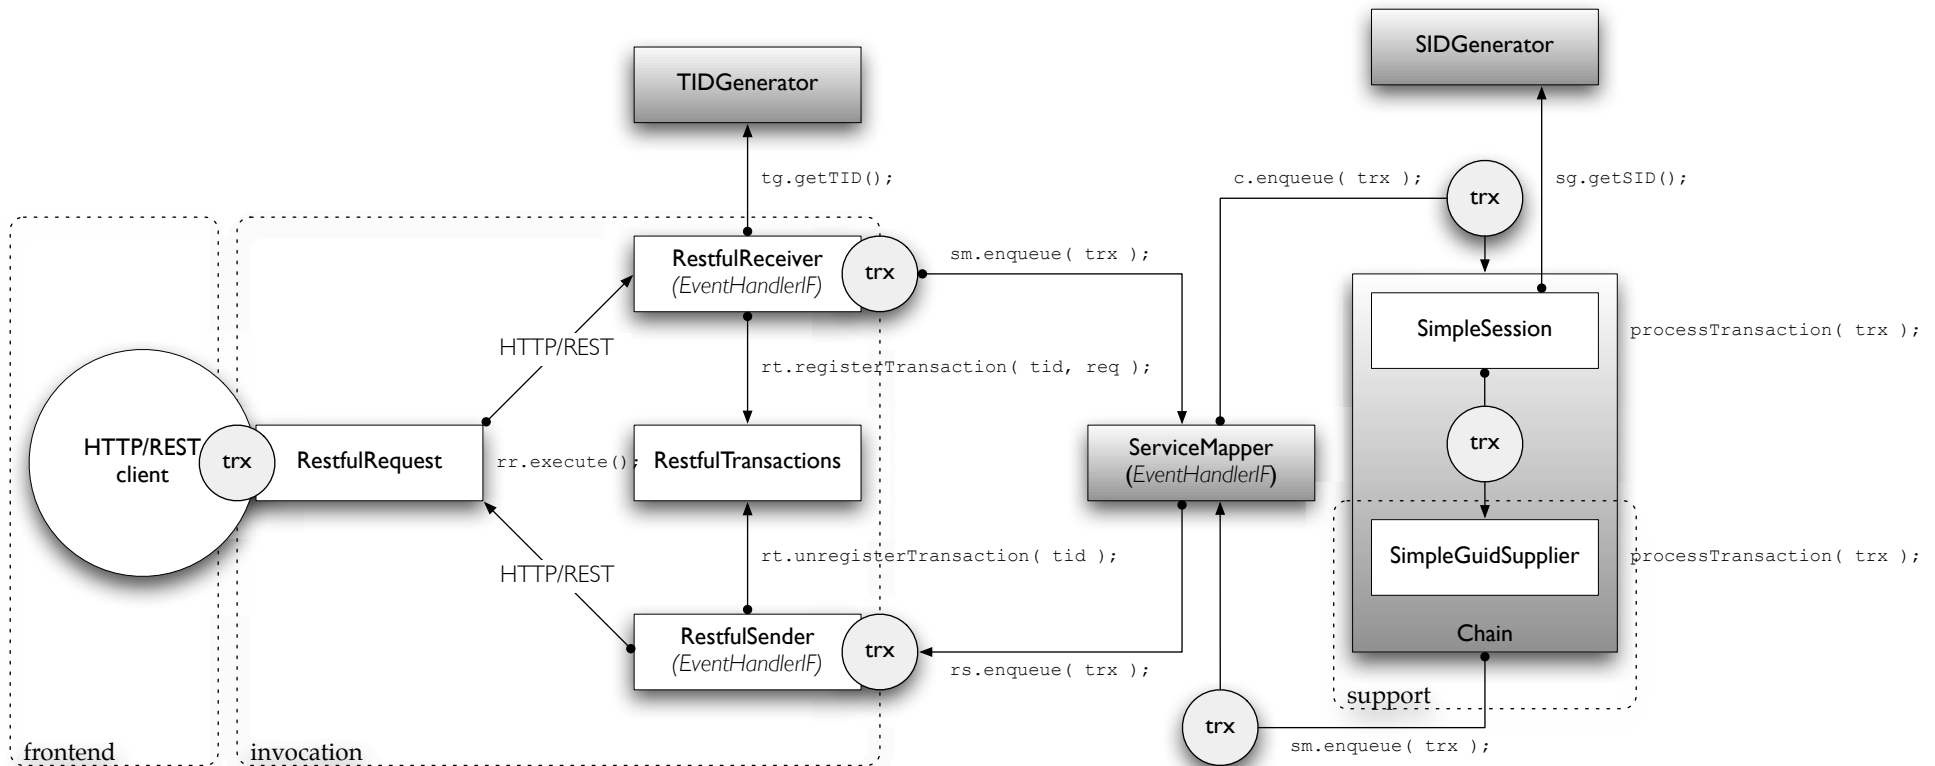 SIDGenerator
TIDGenerator
tg.getTID();
c.enqueue( trx );
trx
sg.getSID();
RestfulReceiver
(EventHandlerIF)
trx
sm.enqueue( trx );
SimpleSession
processTransaction( trx );
HTTP/REST
rt.registerTransaction( tid, req );
HTTP/REST
client
trx
RestfulRequest
rr.execute();
RestfulTransactions
ServiceMapper
(EventHandlerIF)
trx
HTTP/REST
rt.unregisterTransaction( tid );
SimpleGuidSupplier
processTransaction( trx );
RestfulSender
(EventHandlerIF)
trx
rs.enqueue( trx );
Chain
support
trx
sm.enqueue( trx );
frontend
invocation